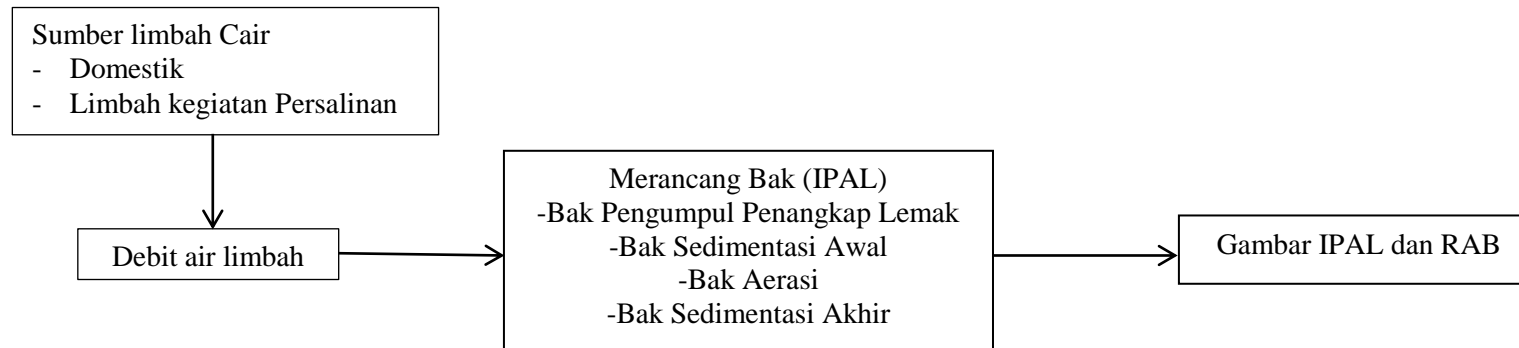 Sumber limbah Cair
- Domestik
- Limbah kegiatan Persalinan
Debit air limbah
Merancang Bak (IPAL)
-Bak Pengumpul Penangkap Lemak
-Bak Sedimentasi Awal
-Bak Aerasi
-Bak Sedimentasi Akhir
Gambar IPAL dan RAB